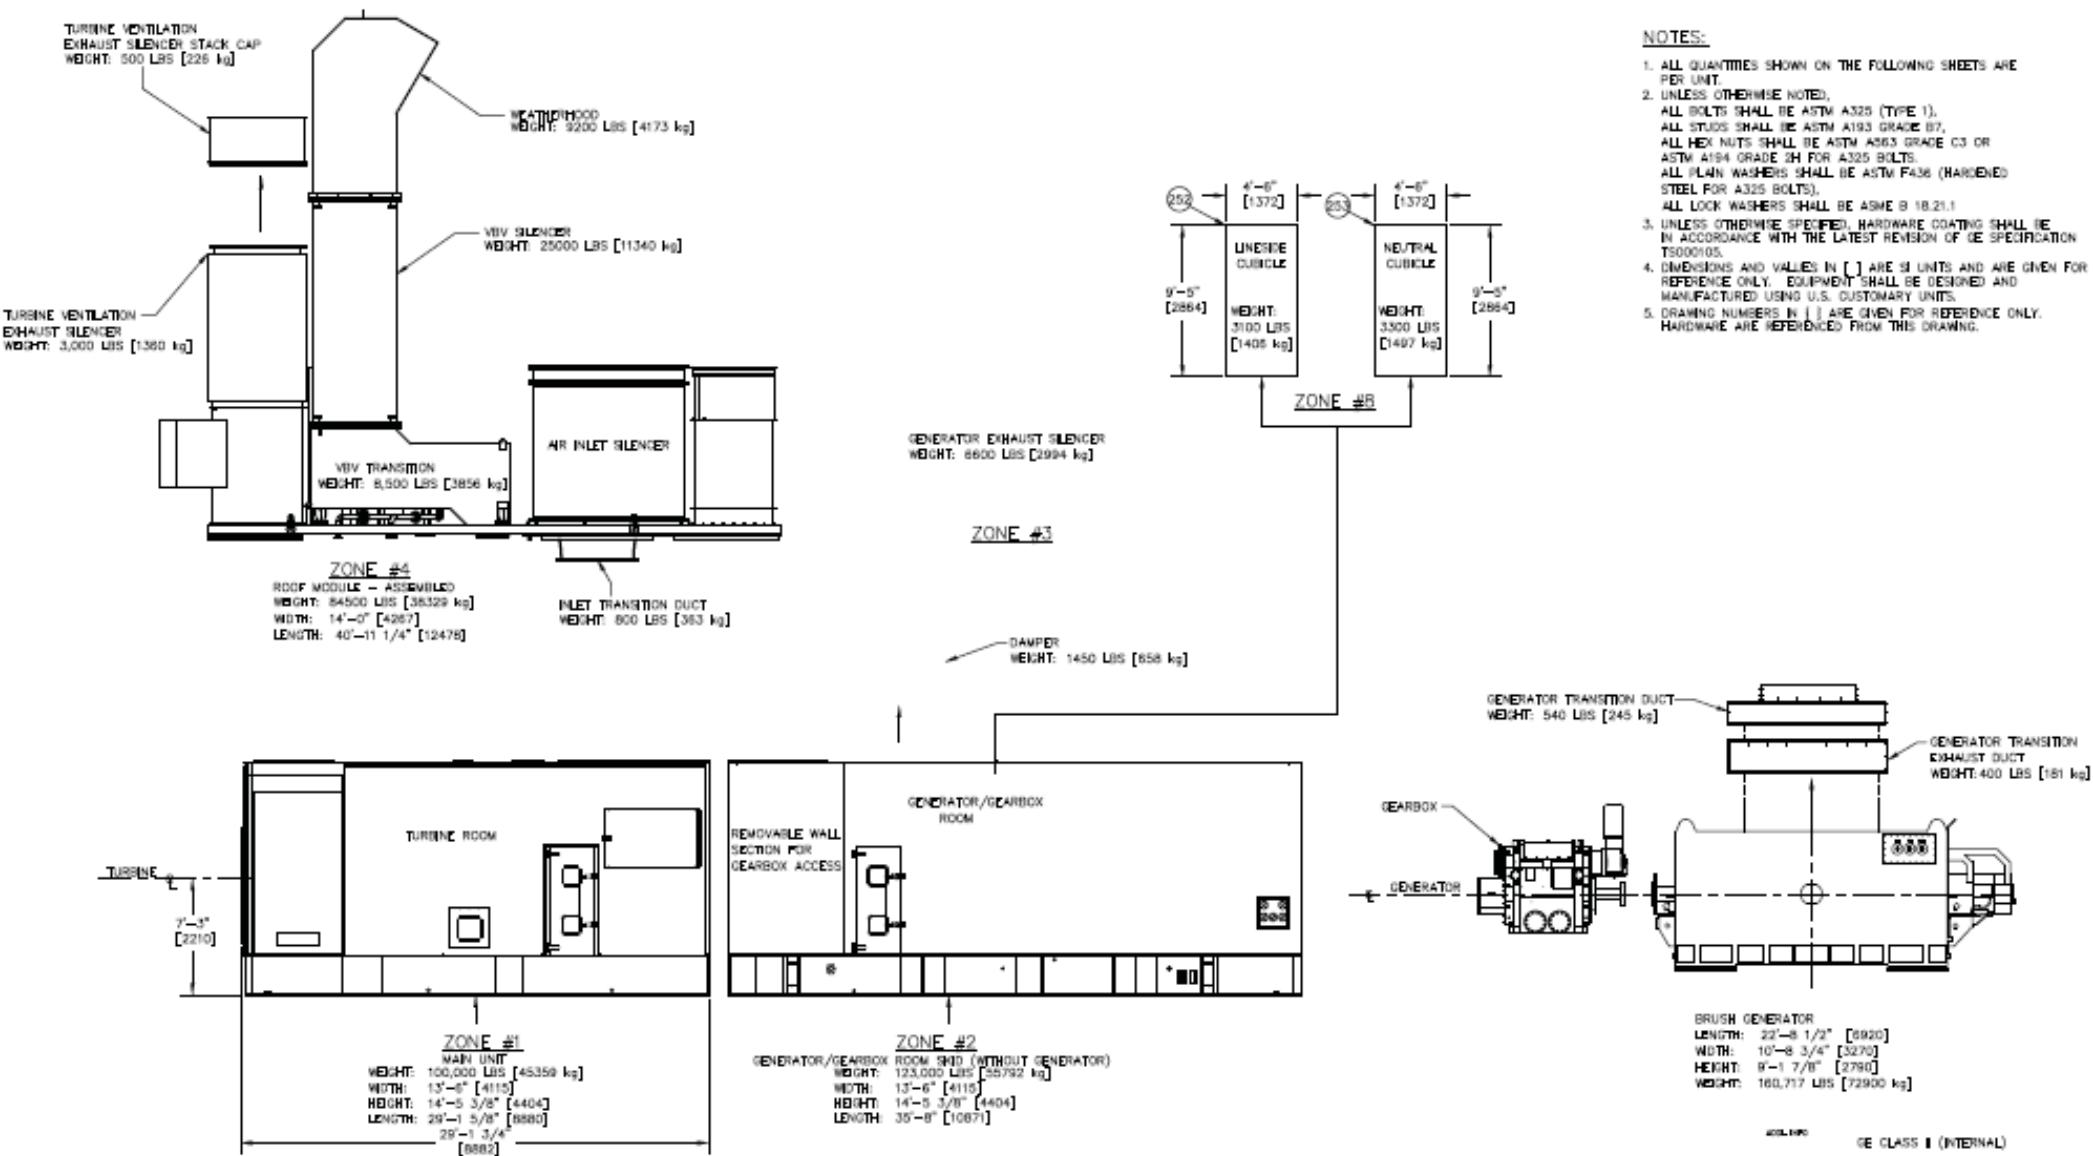 TURBINE VENTILATION
EXHAUST SILENCER STACK CAP
WEIGHT: 500 LBS [226 kg]
WEATHERHOOD
WEIGHT: 9200 LBS [4173 kg]
VBV SILENCER
WEIGHT: 25000 LBS [11340 kg]
TURBINE VENTILATION
EXHAUST SILENCER
WEIGHT: 3,000 LBS [1360 kg]
VBV TRANSITION
WEIGHT: 8,500 LBS [3856 kg]
AIR INLET SILENCER
ZONE #4
ROOF MODULE – ASSEMBLED
WEIGHT: 84500 LBS [38329 kg]
WIDTH: 14'-0" [4267]
LENGTH: 40'-11 1/4" [12478]
INLET TRANSITION DUCT
WEIGHT: 800 LBS [363 kg]
GENERATOR EXHAUST SILENCER
WEIGHT: 6600 LBS [2994 kg]
ZONE #3
DAMPER
WEIGHT: 1450 LBS [658 kg]
252
4'-6"
[1372]
253
4'-6"
[1372]
LINESIDE
CUBICLE
WEIGHT:
3100 LBS
[1406 kg]
NEUTRAL
CUBICLE
WEIGHT:
3300 LBS
[1497 kg]
9'-5"
[2864]
9'-5"
[2864]
ZONE #8
NOTES:
1. ALL QUANTITIES SHOWN ON THE FOLLOWING SHEETS ARE
PER UNIT.
2. UNLESS OTHERWISE NOTED,
ALL BOLTS SHALL BE ASTM A325 (TYPE 1),
ALL STUDS SHALL BE ASTM A193 GRADE B7,
ALL HEX NUTS SHALL BE ASTM A563 GRADE C3 OR
ASTM A194 GRADE 2H FOR A325 BOLTS.
ALL PLAIN WASHERS SHALL BE ASTM F436 (HARDENED
STEEL FOR A325 BOLTS),
ALL LOCK WASHERS SHALL BE ASME B 18.21.1
3. UNLESS OTHERWISE SPECIFIED, HARDWARE COATING SHALL BE
IN ACCORDANCE WITH THE LATEST REVISION OF GE SPECIFICATION
TS000105.
4. DIMENSIONS AND VALUES IN [ ] ARE SI UNITS AND ARE GIVEN FOR
REFERENCE ONLY. EQUIPMENT SHALL BE DESIGNED AND
MANUFACTURED USING U.S. CUSTOMARY UNITS.
5. DRAWING NUMBERS IN | | ARE GIVEN FOR REFERENCE ONLY.
HARDWARE ARE REFERENCED FROM THIS DRAWING.
TURBINE
7'-3"
[2210]
TURBINE ROOM
REMOVABLE WALL
SECTION FOR
GEARBOX ACCESS
GENERATOR/GEARBOX
ROOM
ZONE #1
MAIN UNIT
WEIGHT: 100,000 LBS [45359 kg]
WIDTH: 13'-6" [4115]
HEIGHT: 14'-5 3/8" [4404]
LENGTH: 29'-1 5/8" [8880]
29'-1 3/4"
[8882]
ZONE #2
GENERATOR/GEARBOX ROOM SKID (WITHOUT GENERATOR)
WEIGHT: 123,000 LBS [55792 kg]
WIDTH: 13'-6" [4115]
HEIGHT: 14'-5 3/8" [4404]
LENGTH: 35'-8" [10871]
GENERATOR TRANSITION DUCT
WEIGHT: 540 LBS [245 kg]
GENERATOR TRANSITION
EXHAUST DUCT
WEIGHT: 400 LBS [181 kg]
GEARBOX
GENERATOR
BRUSH GENERATOR
LENGTH: 22'-8 1/2" [6920]
WIDTH: 10'-8 3/4" [3270]
HEIGHT: 9'-1 7/8" [2790]
WEIGHT: 160,717 LBS [72900 kg]
GE CLASS II (INTERNAL)